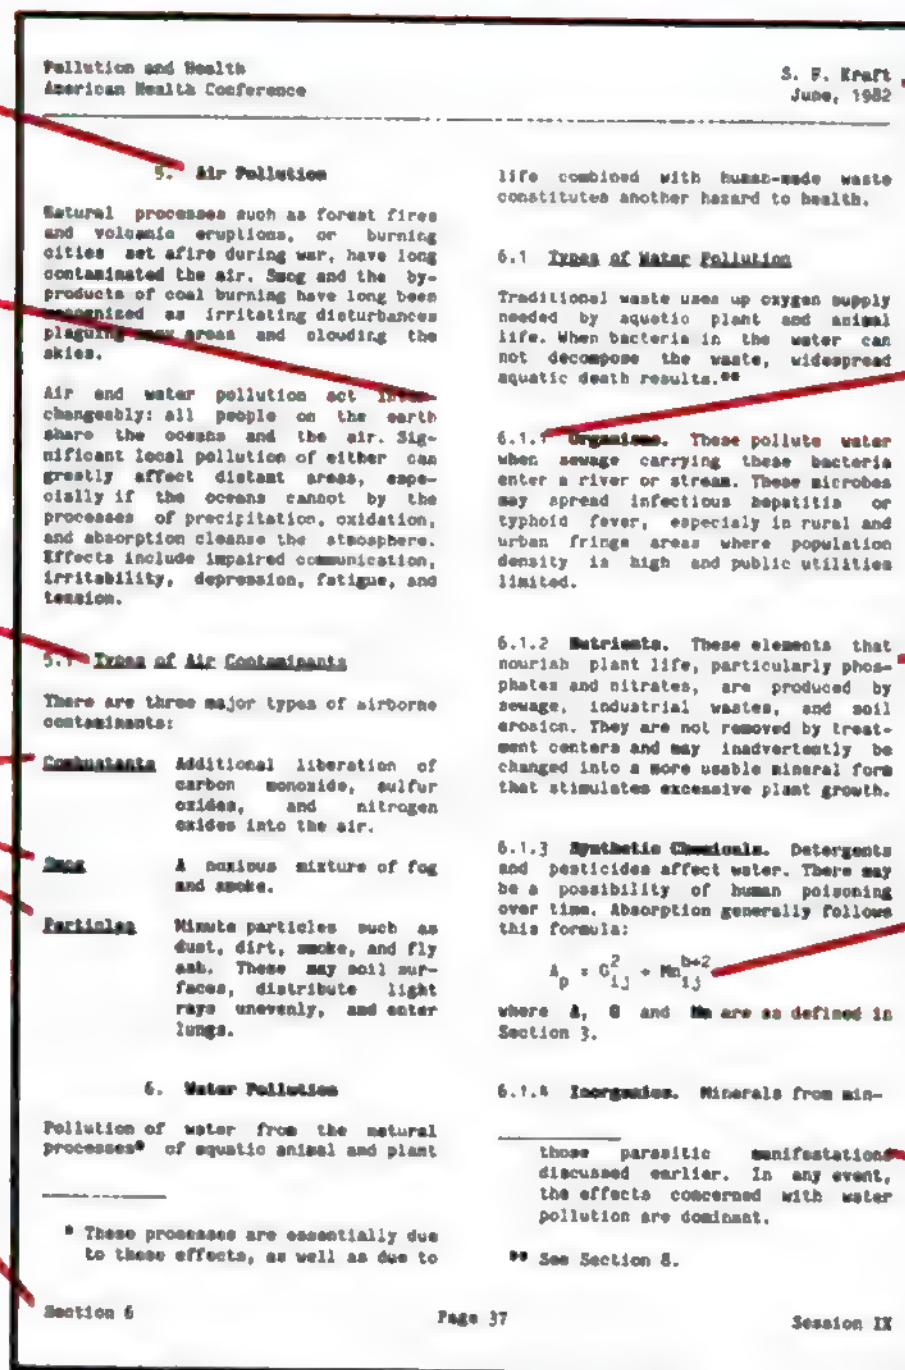 Pollution and Health
American Health Conference
S. F. Kraft
June, 1982
5. Air Pollution
Natural processes such as forest fires
and volcanic eruptions, or burning
cities set afire during war, have long
contaminated the air. Smog and the by-
products of coal burning have long been
recognized as irritating disturbances
plaguing many areas and clouding the
skies.
Air and water pollution act inter-
changeably: all people on the earth
share the oceans and the air. Sig-
nificant local pollution of either can
greatly affect distant areas, espe-
cially if the oceans cannot by the
processes of precipitation, oxidation,
and absorption cleanse the atmosphere.
Effects include impaired communication,
irritability, depression, fatigue, and
tension.
5.1 Types of Air Contaminants
There are three major types of airborne
contaminants:
Combustants Additional liberation of
carbon monoxide, sulfur
oxides, and nitrogen
oxides into the air.
Smog A noxious mixture of fog
and smoke.
Particles Minute particles such as
dust, dirt, smoke, and fly
ash. These may soil sur-
faces, distribute light
rays unevenly, and enter
lungs.
6. Water Pollution
Pollution of water from the natural
processes* of aquatic animal and plant
* These processes are essentially due
to these effects, as well as due to
life combined with human-made waste
constitutes another hazard to health.
6.1 Types of Water Pollution
Traditional waste uses up oxygen supply
needed by aquatic plant and animal
life. When bacteria in the water can
not decompose the waste, widespread
aquatic death results.**
6.1.1 Organisms. These pollute water
when sewage carrying these bacteria
enter a river or stream. These microbes
may spread infectious hepatitis or
typhoid fever, especialy in rural and
urban fringe areas where population
density is high and public utilities
limited.
6.1.2 Nutrients. These elements that
nourish plant life, particularly phos-
phates and nitrates, are produced by
sewage, industrial wastes, and soil
erosion. They are not removed by treat-
ment centers and may inadvertently be
changed into a more usable mineral form
that stimulates excessive plant growth.
6.1.3 Synthetic Chemicals. Detergents
and pesticides affect water. There may
be a possibility of human poisoning
over time. Absorption generally follows
this formula:
A_p = G_ij^2 + Mn_ij^b+2
where A, G and Mn are as defined in
Section 3.
6.1.4 Inorganics. Minerals from min-
those parasitic manifestations
discussed earlier. In any event,
the effects concerned with water
pollution are dominant.
** See Section 8.
Section 6
Page 37
Session IX